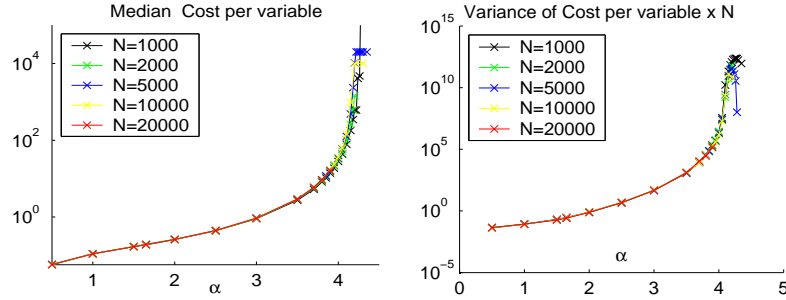 Median Cost per variable
10^4
10^2
10^0
N=1000
N=2000
N=5000
N=10000
N=20000
1 2 3 4
α
Variance of Cost per variable x N
10^15
10^10
10^5
10^0
10^-5
N=1000
N=2000
N=5000
N=10000
N=20000
α
0 1 2 3 4 5